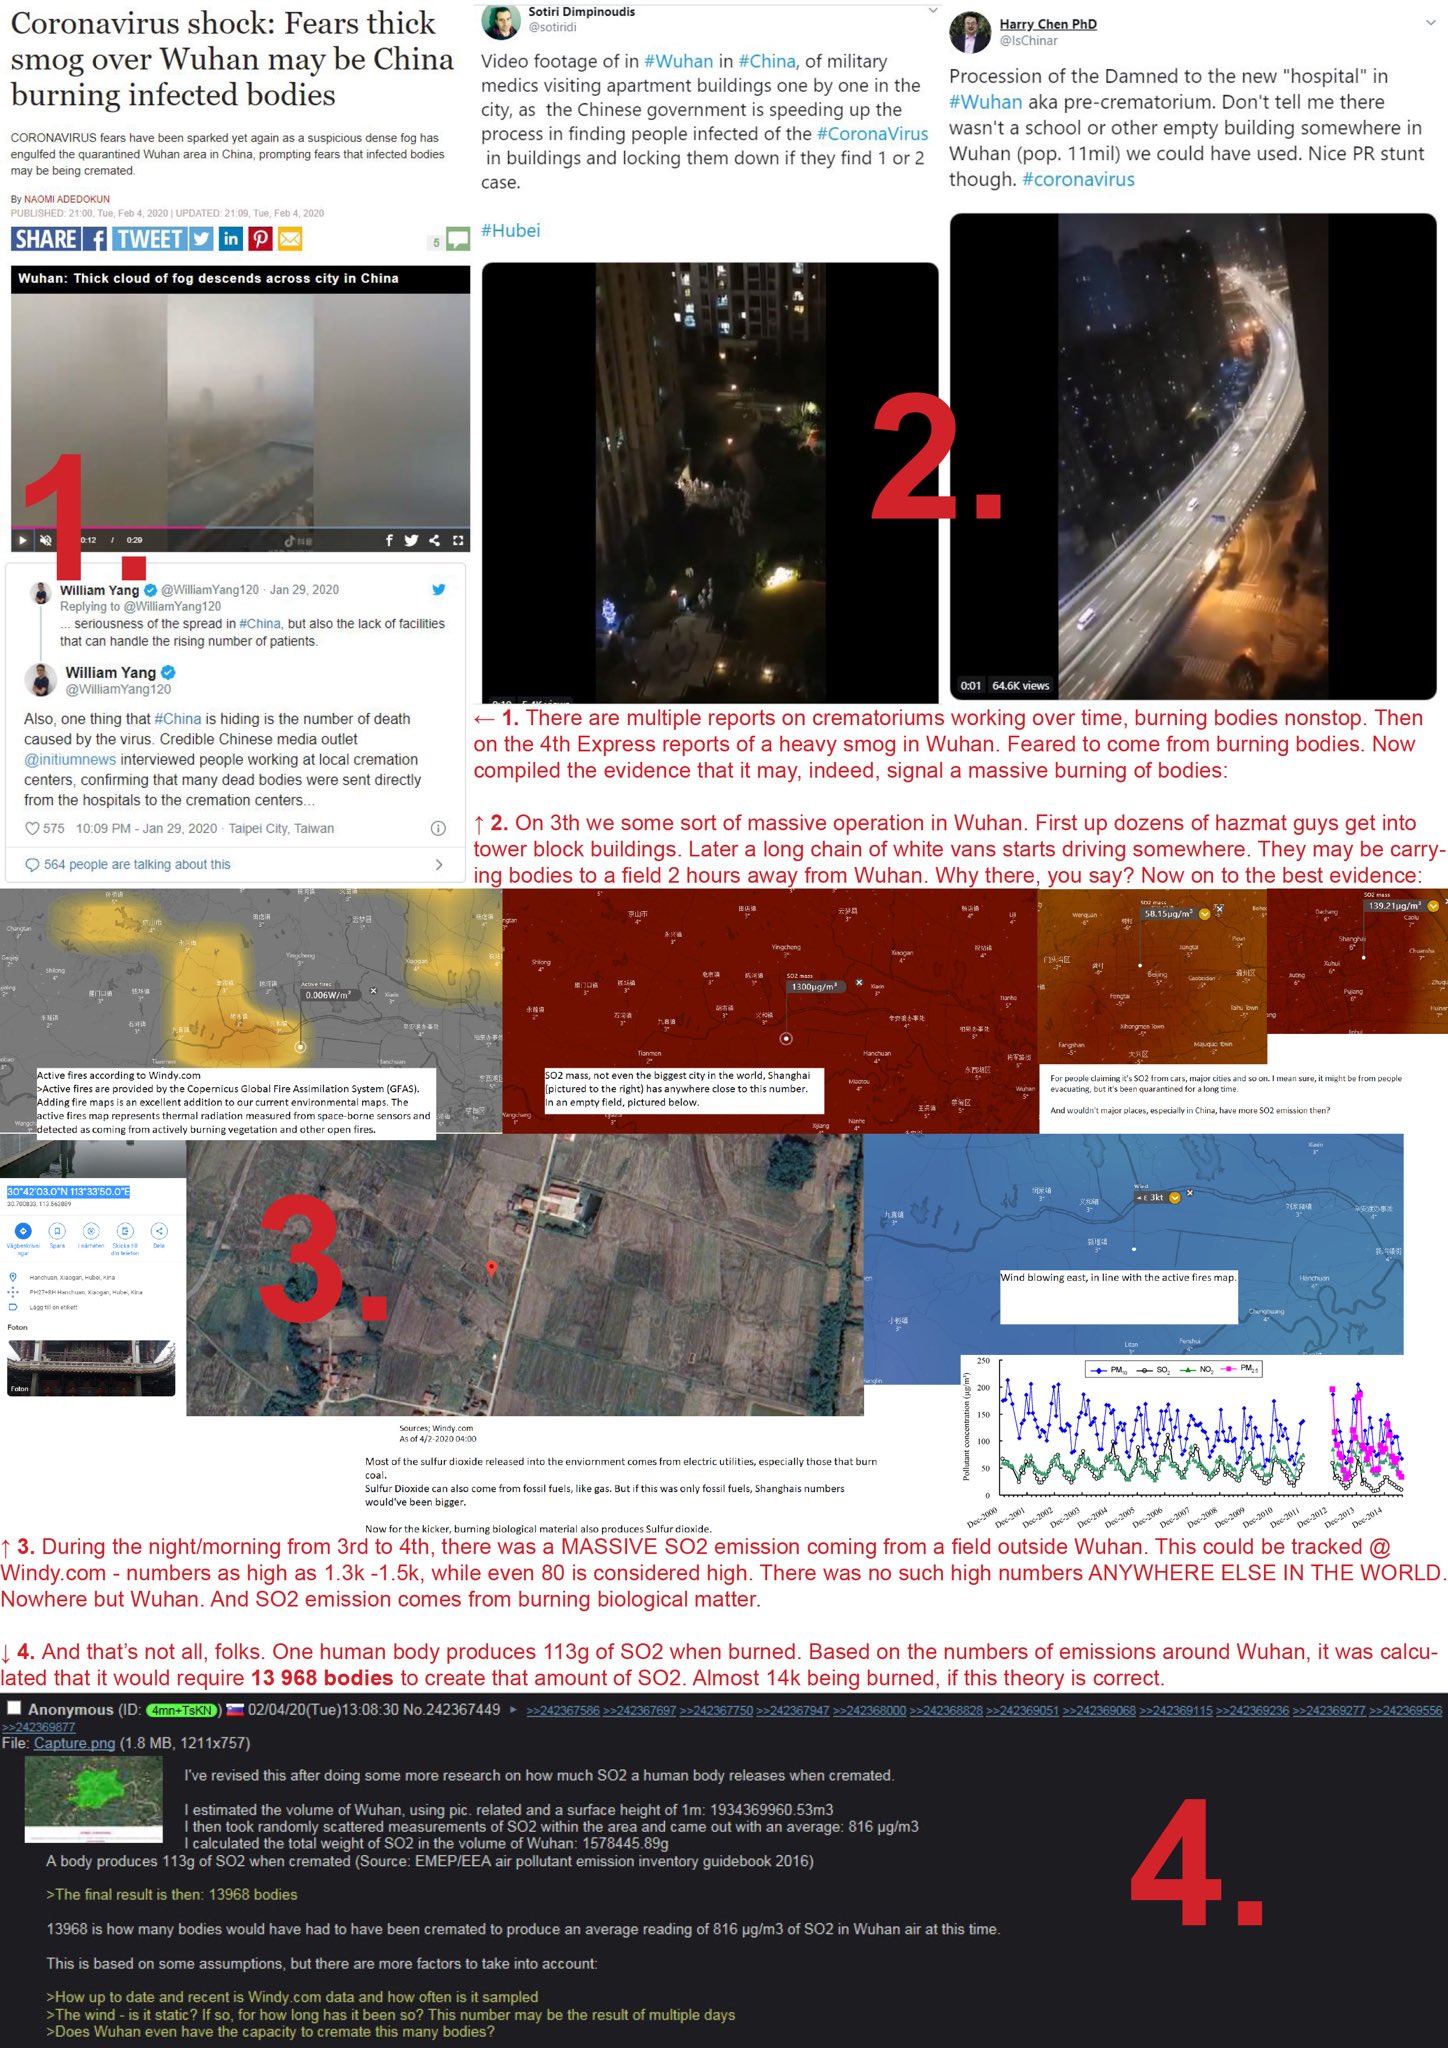 Coronavirus shock: Fears thick
smog over Wuhan may be China
burning infected bodies
CORONAVIRUS fears have been sparked yet again as a suspicious dense fog has
engulfed the quarantined Wuhan area in China, prompting fears that infected bodies
may be being cremated.
By NAOMI ADEDOKUN
PUBLISHED: 21:00, Tue, Feb 4, 2020 | UPDATED: 21:09, Tue, Feb 4, 2020
SHARE f TWEET in 5
Wuhan: Thick cloud of fog descends across city in China
0:12 / 0:29
1.
William Yang @WilliamYang120 · Jan 29, 2020
Replying to @WilliamYang120
... seriousness of the spread in #China, but also the lack of facilities
that can handle the rising number of patients.
William Yang
@WilliamYang120
Also, one thing that #China is hiding is the number of death
caused by the virus. Credible Chinese media outlet
@initiumnews interviewed people working at local cremation
centers, confirming that many dead bodies were sent directly
from the hospitals to the cremation centers...
575 10:09 PM - Jan 29, 2020 · Taipei City, Taiwan
564 people are talking about this
Sotiri Dimpinoudis
@sotiridi
Video footage of in #Wuhan in #China, of military
medics visiting apartment buildings one by one in the
city, as the Chinese government is speeding up the
process in finding people infected of the #CoronaVirus
in buildings and locking them down if they find 1 or 2
case.
#Hubei
2.
Harry Chen PhD
@IsChinar
Procession of the Damned to the new "hospital" in
#Wuhan aka pre-crematorium. Don't tell me there
wasn't a school or other empty building somewhere in
Wuhan (pop. 11mil) we could have used. Nice PR stunt
though. #coronavirus
0:01 64.6K views
← 1. There are multiple reports on crematoriums working over time, burning bodies nonstop. Then
on the 4th Express reports of a heavy smog in Wuhan. Feared to come from burning bodies. Now
compiled the evidence that it may, indeed, signal a massive burning of bodies:
↑ 2. On 3th we some sort of massive operation in Wuhan. First up dozens of hazmat guys get into
tower block buildings. Later a long chain of white vans starts driving somewhere. They may be carry-
ing bodies to a field 2 hours away from Wuhan. Why there, you say? Now on to the best evidence:
Active fires
0.006W/m²
Active fires according to Windy.com
>Active fires are provided by the Copernicus Global Fire Assimilation System (GFAS).
Adding fire maps is an excellent addition to our current environmental maps. The
active fires map represents thermal radiation measured from space-borne sensors and
detected as coming from actively burning vegetation and other open fires.
SO2 mass
1300µg/m³
SO2 mass, not even the biggest city in the world, Shanghai
(pictured to the right) has anywhere close to this number.
In an empty field, pictured below.
SO2 mass
58.15µg/m³
Beijing
SO2 mass
139.21µg/m³
Shanghai
For people claiming it's SO2 from cars, major cities and so on. I mean sure, it might be from people
evacuating, but it's been quarantined for a long time.
And wouldn't major places, especially in China, have more SO2 emission then?
30°42'03.0"N 113°33'50.0"E
30.700833, 113.563889
Spara
I närheten
Skicka till
din telefon
Dela
Hanchuan, Xiaogan, Hubei, Kina
PH27+8H Hanchuan, Xiaogan, Hubei, Kina
Lägg till en etikett
Foton
Foton
3.
Wind
E 3kt
Wind blowing east, in line with the active fires map.
Sources; Windy.com
As of 4/2-2020 04:00
Most of the sulfur dioxide released into the enviornment comes from electric utilities, especially those that burn
coal.
Sulfur Dioxide can also come from fossil fuels, like gas. But if this was only fossil fuels, Shanghais numbers
would've been bigger.
Now for the kicker, burning biological material also produces Sulfur dioxide.
PM10 SO2 NO2 PM2.5
Pollutant concentration (µg/m³)
250
200
150
100
50
0
Dec-2000 Dec-2001 Dec-2002 Dec-2003 Dec-2004 Dec-2005 Dec-2006 Dec-2007 Dec-2008 Dec-2009 Dec-2010 Dec-2011 Dec-2012 Dec-2013 Dec-2014
↑ 3. During the night/morning from 3rd to 4th, there was a MASSIVE SO2 emission coming from a field outside Wuhan. This could be tracked @
Windy.com - numbers as high as 1.3k -1.5k, while even 80 is considered high. There was no such high numbers ANYWHERE ELSE IN THE WORLD.
Nowhere but Wuhan. And SO2 emission comes from burning biological matter.
↓ 4. And that's not all, folks. One human body produces 113g of SO2 when burned. Based on the numbers of emissions around Wuhan, it was calcu-
lated that it would require 13 968 bodies to create that amount of SO2. Almost 14k being burned, if this theory is correct.
Anonymous (ID: 4mn+TsKN) 02/04/20(Tue)13:08:30 No.242367449 >>242367586 >>242367697 >>242367750 >>242367947 >>242368000 >>242368828 >>242369051 >>242369068 >>242369115 >>242369236 >>242369277 >>242369556
>>242369877
File: Capture.png (1.8 MB, 1211x757)
I've revised this after doing some more research on how much SO2 a human body releases when cremated.
I estimated the volume of Wuhan, using pic. related and a surface height of 1m: 1934369960.53m3
I then took randomly scattered measurements of SO2 within the area and came out with an average: 816 µg/m3
I calculated the total weight of SO2 in the volume of Wuhan: 1578445.89g
A body produces 113g of SO2 when cremated (Source: EMEP/EEA air pollutant emission inventory guidebook 2016)
>The final result is then: 13968 bodies
13968 is how many bodies would have had to have been cremated to produce an average reading of 816 µg/m3 of SO2 in Wuhan air at this time.
This is based on some assumptions, but there are more factors to take into account:
>How up to date and recent is Windy.com data and how often is it sampled
>The wind - is it static? If so, for how long has it been so? This number may be the result of multiple days
>Does Wuhan even have the capacity to cremate this many bodies?
4.